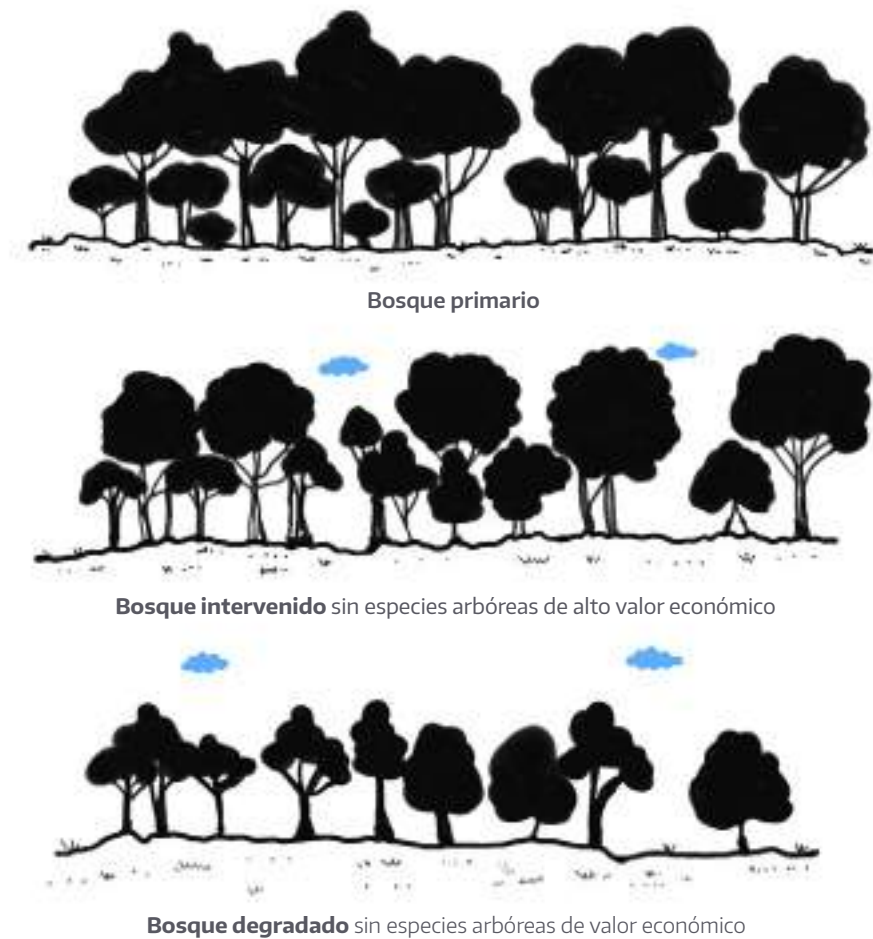 Bosque primario
Bosque intervenido sin especies arbóreas de alto valor económico
Bosque degradado sin especies arbóreas de valor económico